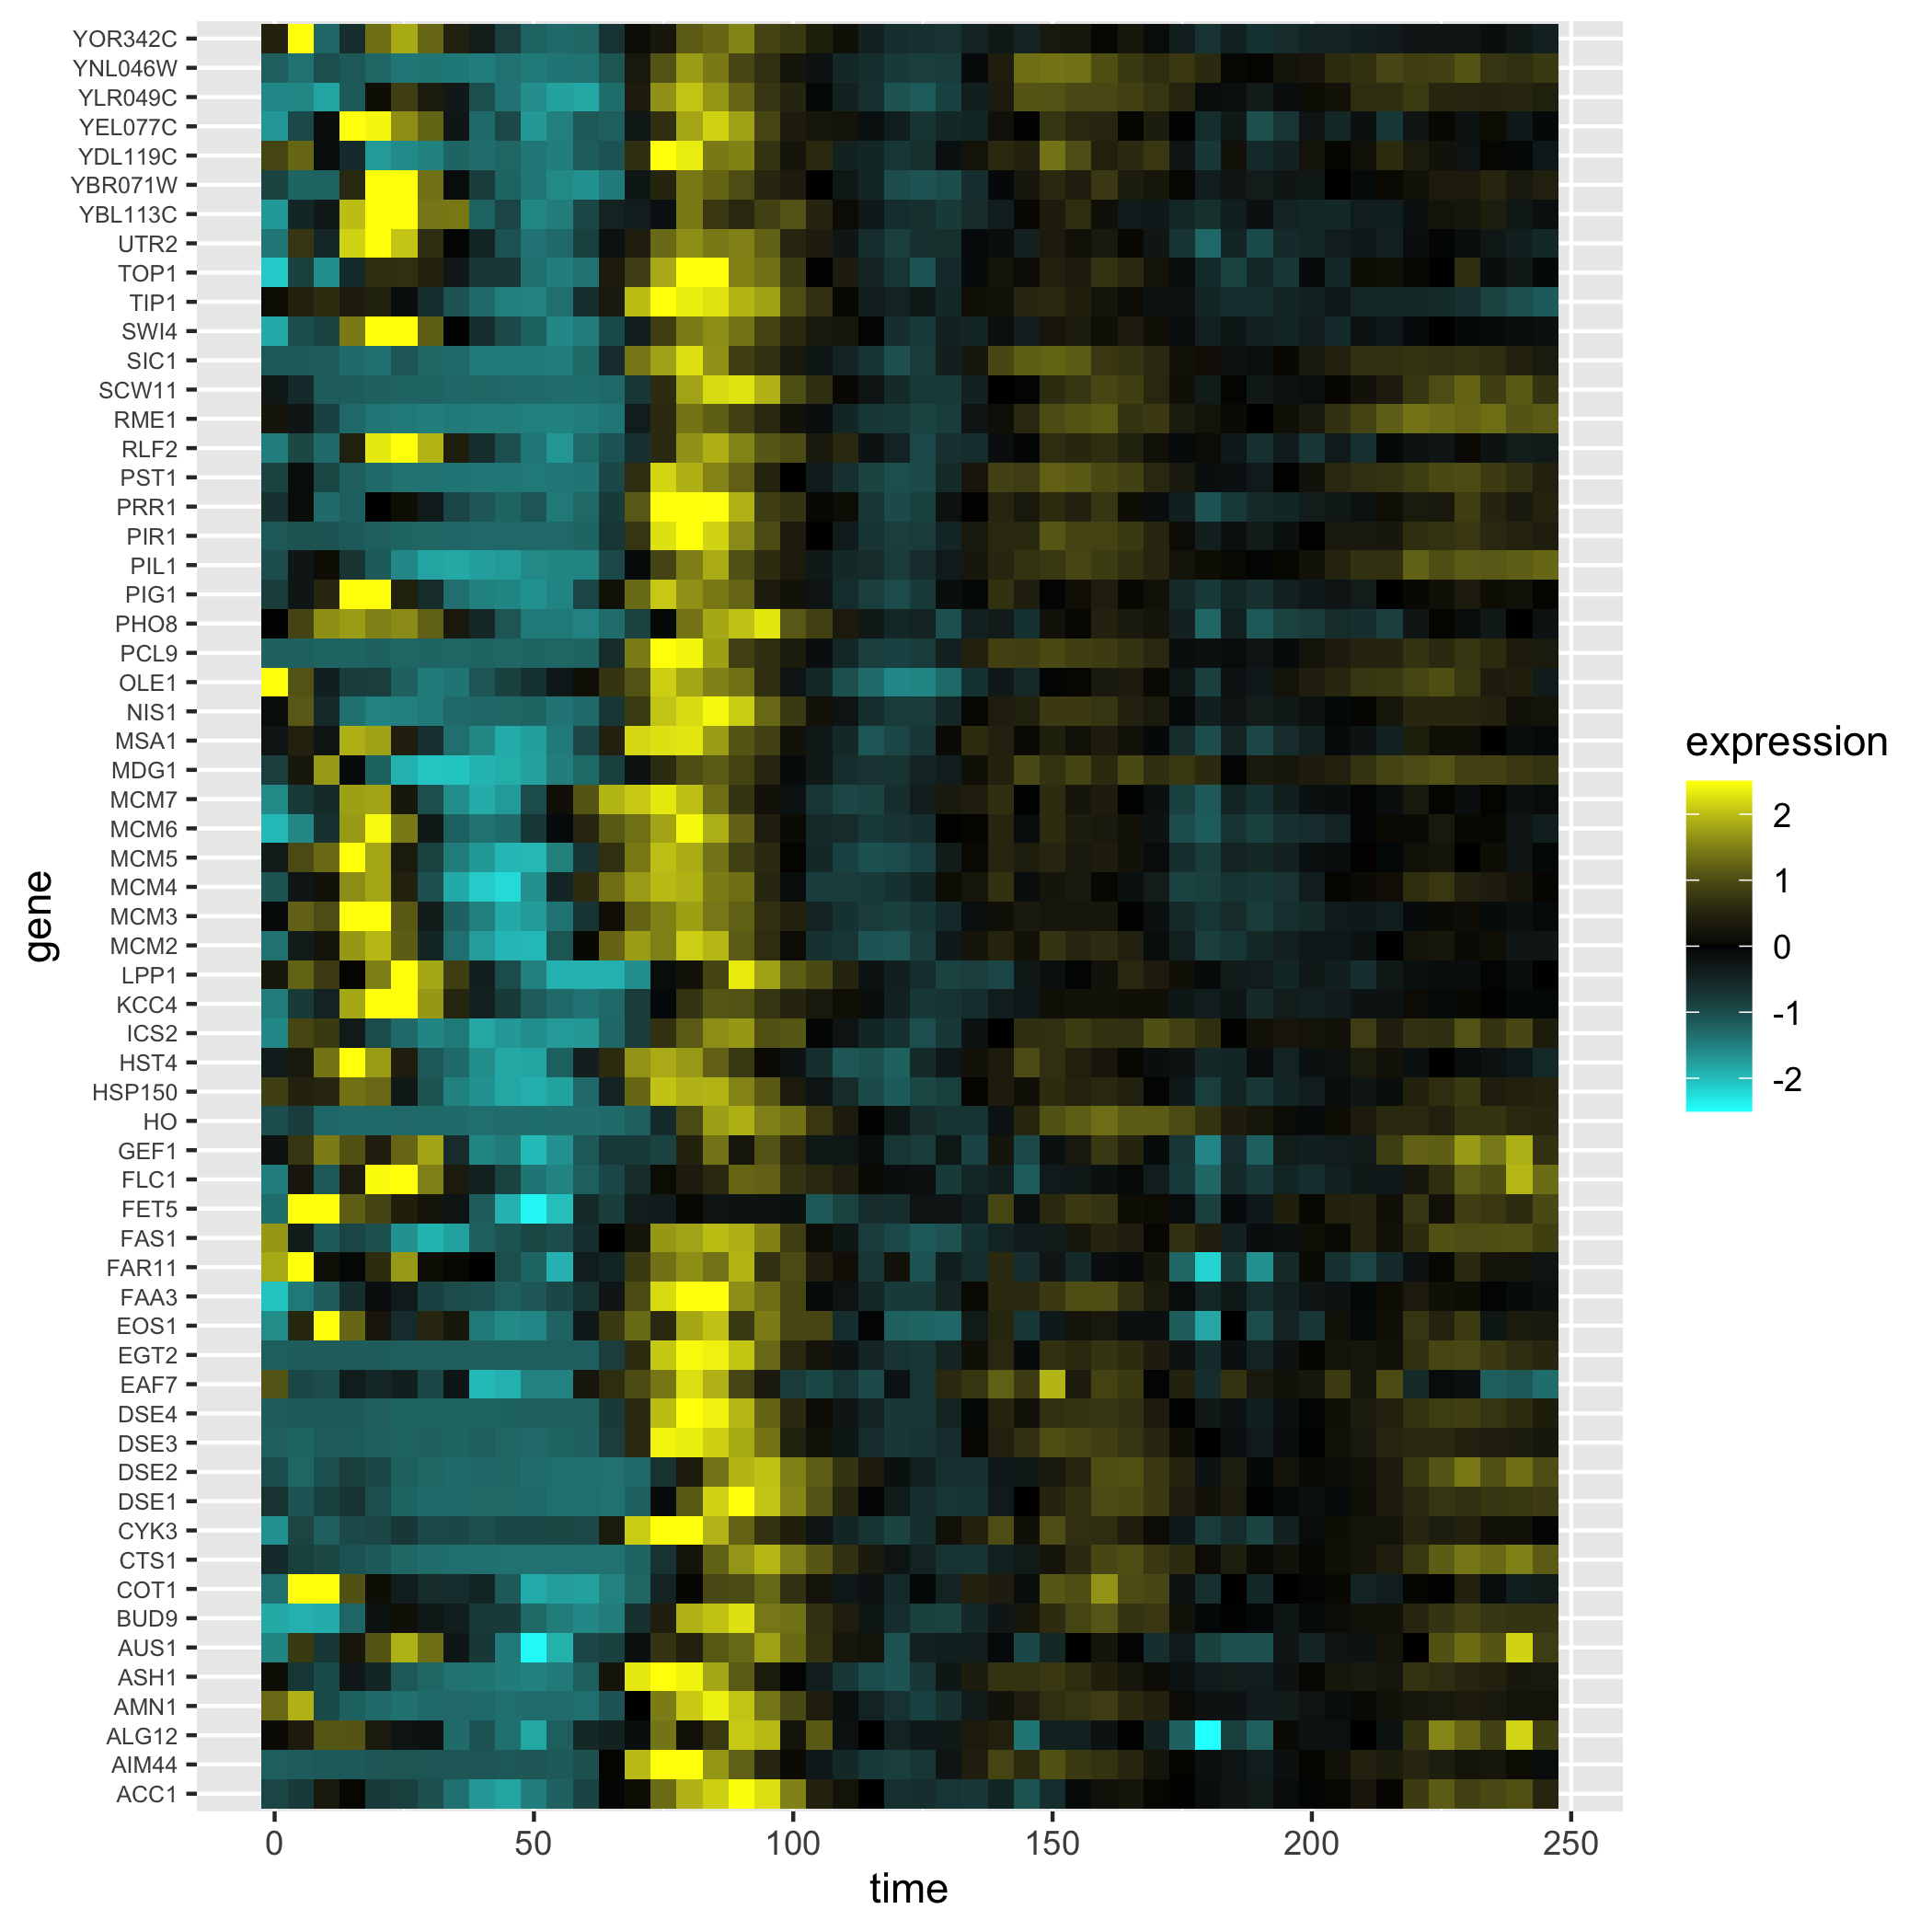 YOR342C
YNL046W
YLR049C
YEL077C
YDL119C
YBR071W
YBL113C
UTR2
TOP1
TIP1
SWI4
SIC1
SCW11
RME1
RLF2
PST1
PRR1
PIR1
PIL1
PIG1
PHO8
PCL9
OLE1
NIS1
MSA1
MDG1
MCM7
MCM6
MCM5
MCM4
MCM3
MCM2
LPP1
KCC4
ICS2
HST4
HSP150
HO
GEF1
FLC1
FET5
FAS1
FAR11
FAA3
EOS1
EGT2
EAF7
DSE4
DSE3
DSE2
DSE1
CYK3
CTS1
COT1
BUD9
AUS1
ASH1
AMN1
ALG12
AIM44
ACC1
gene
0 50 100 150 200 250
time
expression
2
1
0
-1
-2